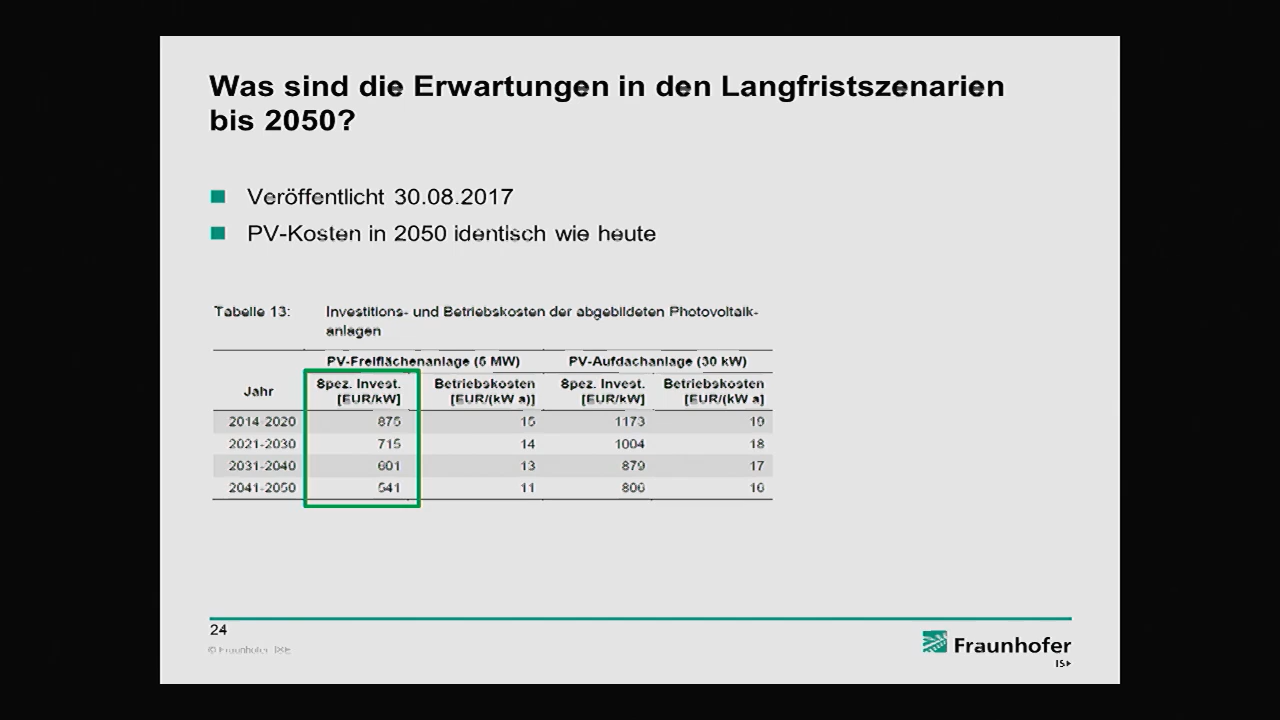 Was sind die Erwartungen in den Langfristszenarien
bis 2050?
Veröffentlicht 30.08.2017
PV-Kosten in 2050 identisch wie heute
Tabelle 13: Investitions- und Betriebskosten der abgebildeten Photovoltaik-
anlagen
PV-Freiflächenanlage (5 MW) PV-Aufdachanlage (30 kW)
Jahr Spez. Invest. Betriebskosten Spez. Invest. Betriebskosten
[EUR/kW] [EUR/(kW a)] [EUR/kW] [EUR/(kW a]
2014-2020 875 15 1173 19
2021-2030 715 14 1004 18
2031-2040 601 13 879 17
2041-2050 541 11 806 16
24
© Fraunhofer ISE
Fraunhofer